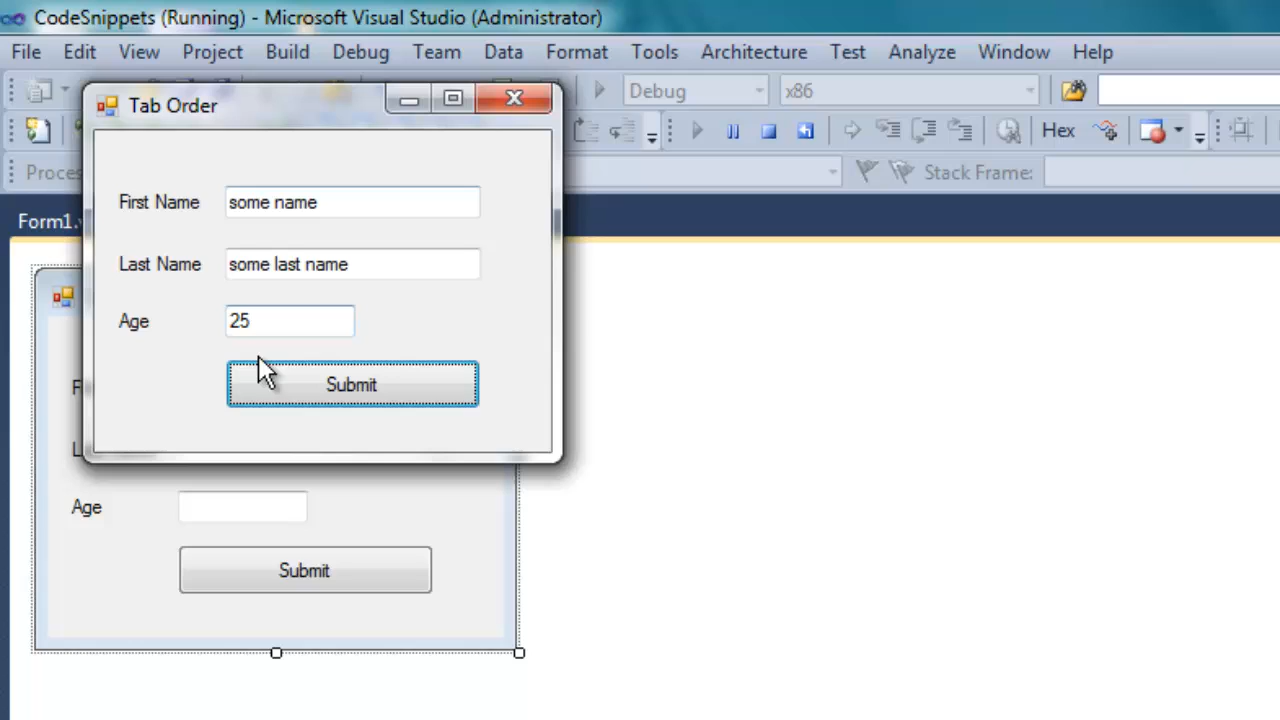 CodeSnippets (Running) - Microsoft Visual Studio (Administrator)
File Edit View Project Build Debug Team Data Format Tools Architecture Test Analyze Window Help
Debug x86
Tab Order
Hex
Stack Frame:
First Name some name
Form1.
Last Name some last name
Age 25
Submit
Age
Submit